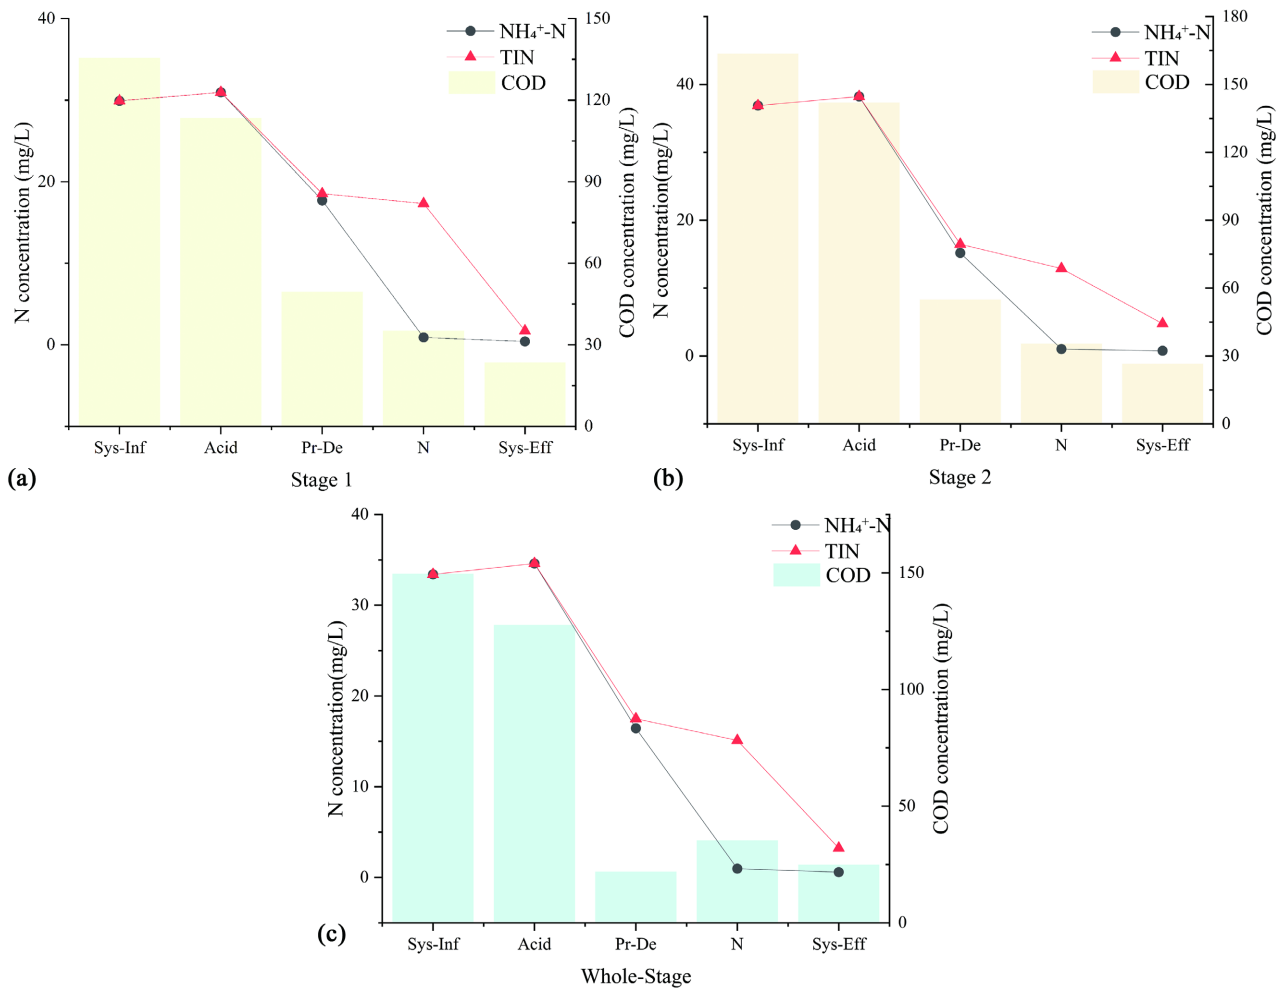 NH₄⁺-N
TIN
COD
40
20
0
N concentration (mg/L)
150
120
90
60
30
0
COD concentration (mg/L)
Sys-Inf Acid Pr-De N Sys-Eff
(a)
Stage 1
NH₄⁺-N
TIN
COD
40
20
0
N concentration(mg/L)
180
150
120
90
60
30
0
COD concentration (mg/L)
Sys-Inf Acid Pr-De N Sys-Eff
(b)
Stage 2
NH₄⁺-N
TIN
COD
40
30
20
10
0
N concentration(mg/L)
150
100
50
0
COD concentration (mg/L)
Sys-Inf Acid Pr-De N Sys-Eff
(c)
Whole-Stage